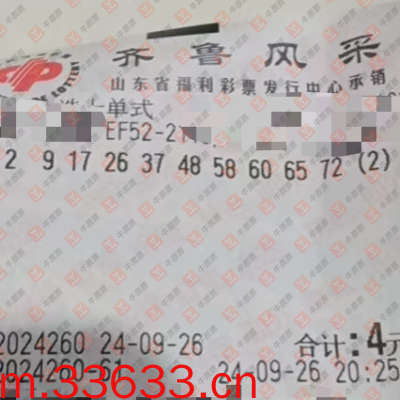 齐鲁风采
山东省福利彩票发行中心承销
单式
EF52-2
2 9 17 26 37 48 58 60 65 72 (2)
2024260 24-09-26 合计:4元
2024260-61 24-09-26 20:25
m.33633.cn